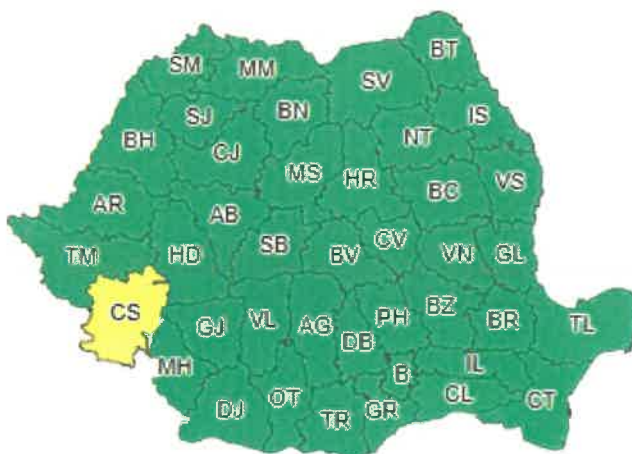 BT
SM
MM
SV
SJ
BN
IS
BH
CJ
NT
MS
HR
BC
VS
AR
AB
TM
HD
SB
BV
CV
VN
GL
CS
GJ
VL
AG
PH
BZ
BR
TL
DB
MH
B
IL
DJ
OT
TR
GR
CL
CT